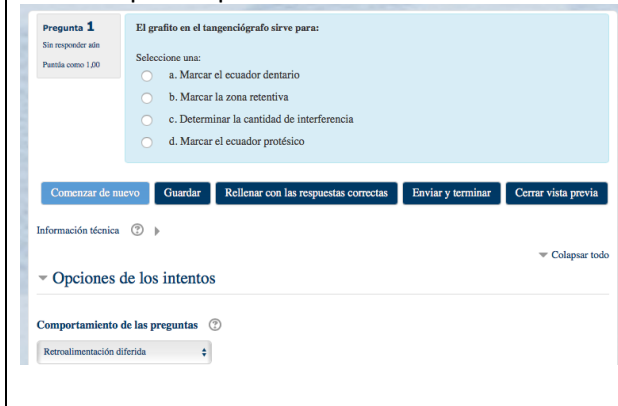 Pregunta 1
Sin responder aún
Puntúa como 1,00
El grafito en el tangenciógrafo sirve para:
Seleccione una:
a. Marcar el ecuador dentario
b. Marcar la zona retentiva
c. Determinar la cantidad de interferencia
d. Marcar el ecuador protésico
Comenzar de nuevo Guardar Rellenar con las respuestas correctas Enviar y terminar Cerrar vista previa
Información técnica
Colapsar todo
Opciones de los intentos
Comportamiento de las preguntas
Retroalimentación diferida